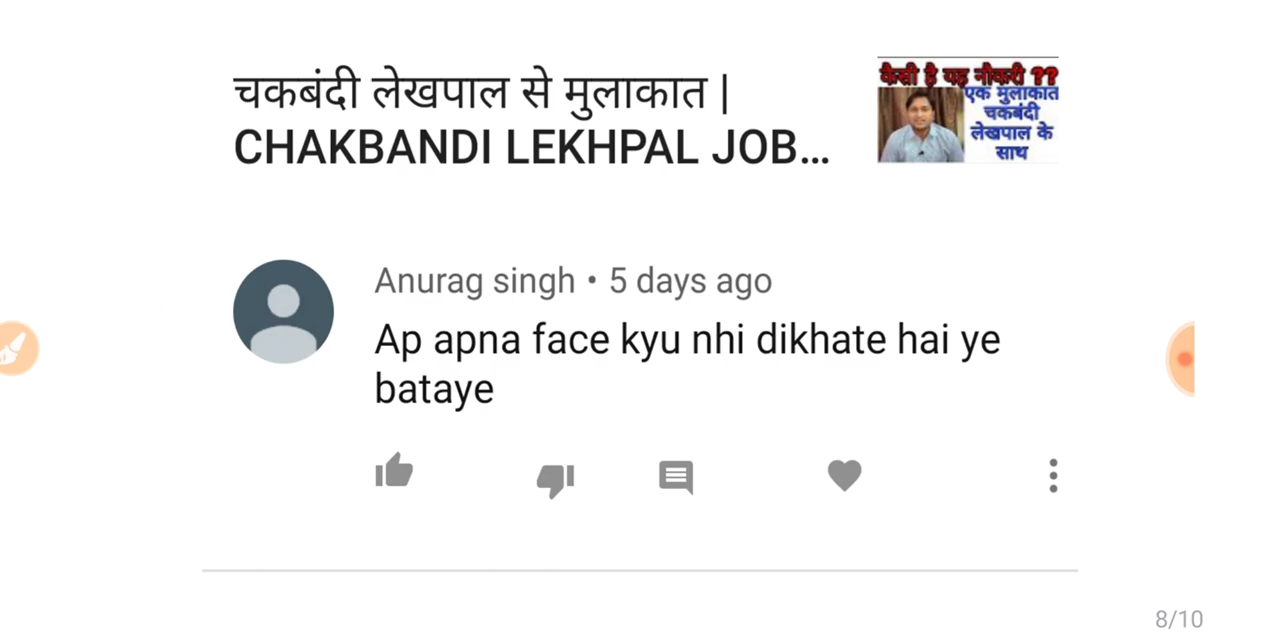 चकबंदी लेखपाल से मुलाकात |
CHAKBANDI LEKHPAL JOB...
कैसी है यह नौकरी ??
एक मुलाकात
चकबंदी
लेखपाल के
साथ
Anurag singh • 5 days ago
Ap apna face kyu nhi dikhate hai ye
bataye
8/10